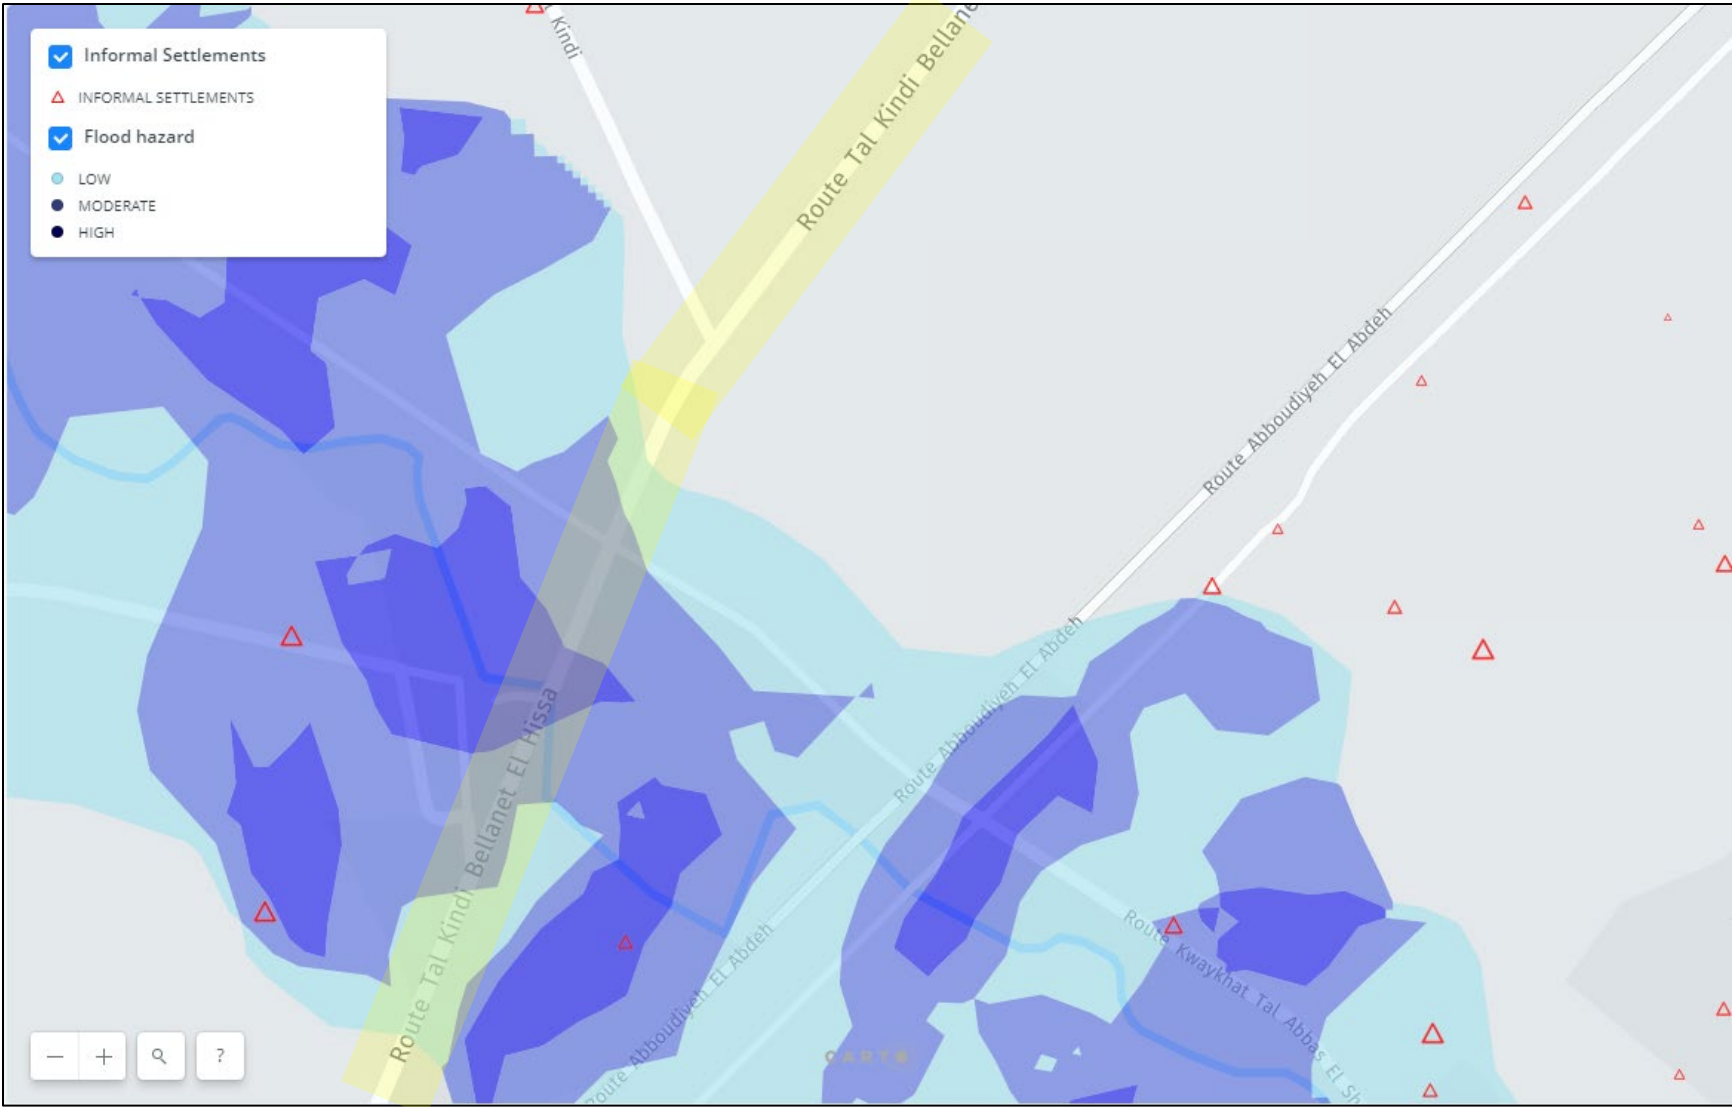 Informal Settlements
INFORMAL SETTLEMENTS
Flood hazard
LOW
MODERATE
HIGH
Kindi
Route Tal Kindi Bellane
Route Abboudiyeh El Abdeh
Route Abboudiyeh El Abdeh
Route Tal Kindi Bellanet El Hissa
Route Abboudiyeh El Abdeh
Route Kwaykhat Tal Abbas El Sh
CARTO
− +
?